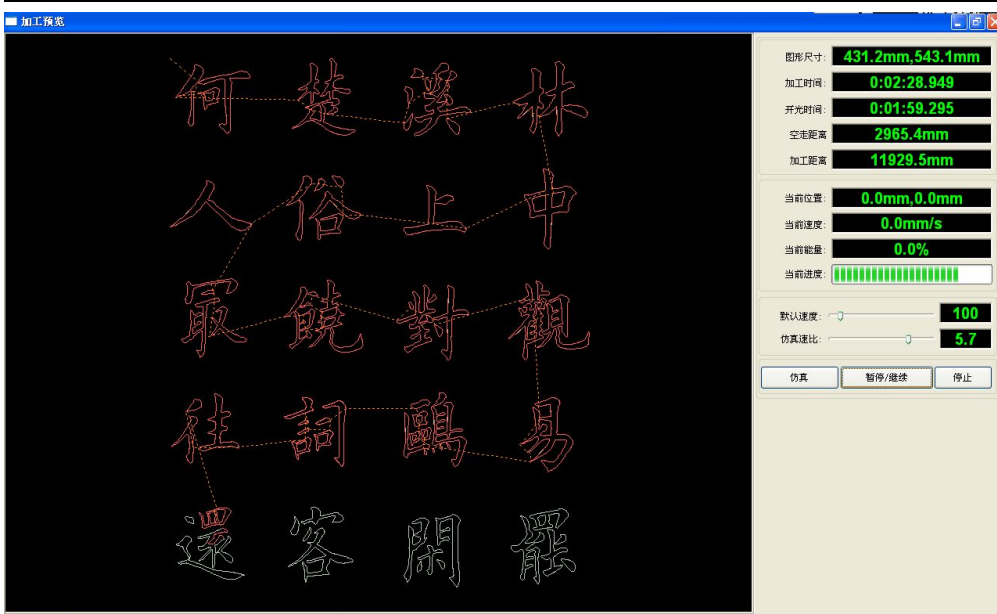 加工预览
何楚溪林
人俗上中
最饒對觀
往詞鷗易
還客閑罷
图形尺寸: 431.2mm,543.1mm
加工时间: 0:02:28.949
开光时间: 0:01:59.295
空走距离 2965.4mm
加工距离 11929.5mm
当前位置: 0.0mm,0.0mm
当前速度: 0.0mm/s
当前能量: 0.0%
当前进度:
默认速度: 100
仿真速比: 5.7
仿真 暂停/继续 停止